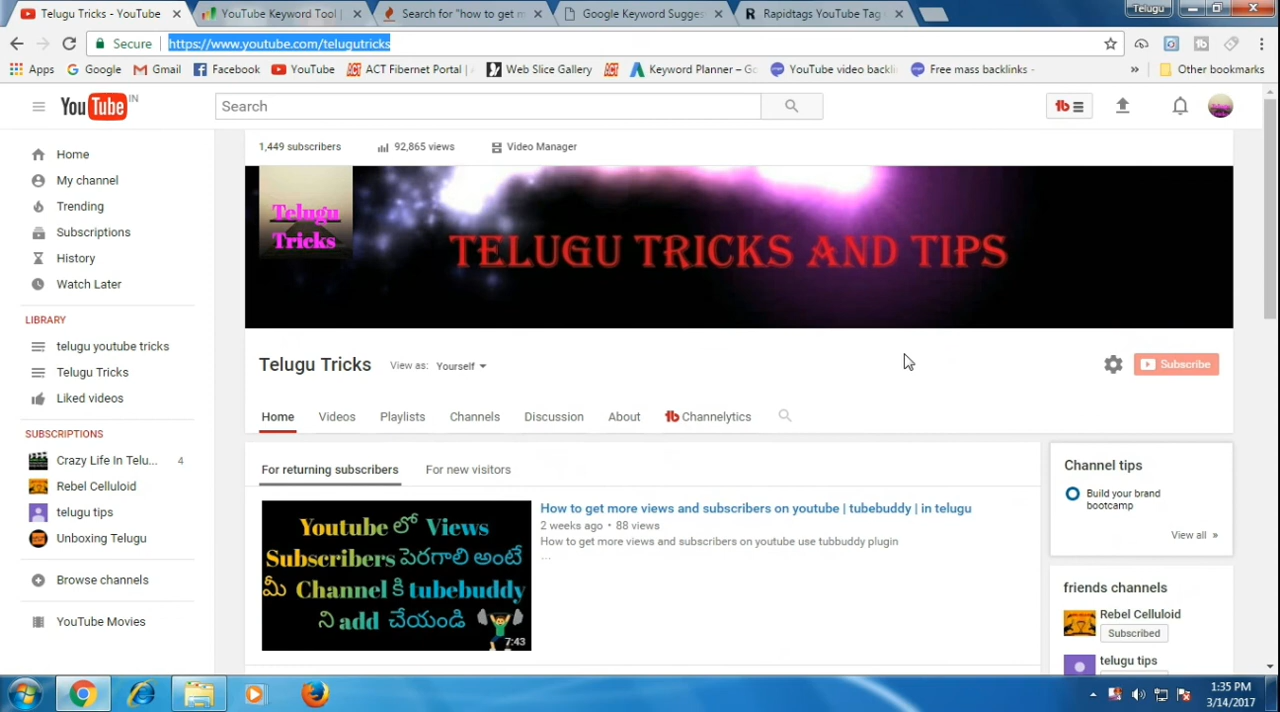 Telugu Tricks - YouTube
YouTube Keyword Tool |
Search for "how to get m
Google Keyword Sugges
Rapidtags YouTube Tag
Telugu
Secure
https://www.youtube.com/telugutricks
Apps Google Gmail Facebook YouTube ACT Fibernet Portal | Web Slice Gallery Keyword Planner – Go YouTube video backli Free mass backlinks - » Other bookmarks
YouTube IN
Search
1,449 subscribers 92,865 views Video Manager
Home
My channel
Trending
Subscriptions
History
Watch Later
LIBRARY
telugu youtube tricks
Telugu Tricks
Liked videos
SUBSCRIPTIONS
Crazy Life In Telu... 4
Rebel Celluloid
telugu tips
Unboxing Telugu
Browse channels
YouTube Movies
Telugu
Tricks
TELUGU TRICKS AND TIPS
Telugu Tricks View as: Yourself Subscribe
Home Videos Playlists Channels Discussion About Channelytics
For returning subscribers For new visitors
Youtube లో Views
Subscribers పెరగాలి అంటే
మీ Channel కి tubebuddy
ని add చేయండి
7:43
How to get more views and subscribers on youtube | tubebuddy | in telugu
2 weeks ago • 88 views
How to get more views and subscribers on youtube use tubbuddy plugin
...
Channel tips
Build your brand
bootcamp
View all »
friends channels
Rebel Celluloid
Subscribed
telugu tips
1:35 PM
3/14/2017